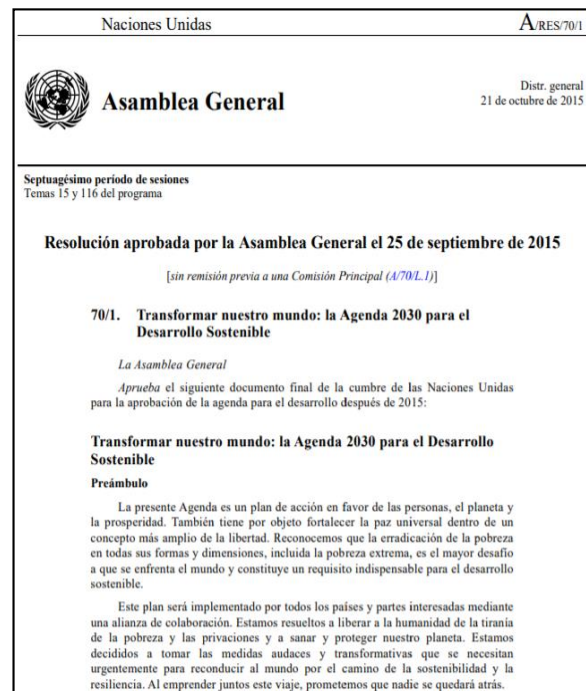 Naciones Unidas
A/RES/70/1
Asamblea General
Distr. general
21 de octubre de 2015
Septuagésimo período de sesiones
Temas 15 y 116 del programa
Resolución aprobada por la Asamblea General el 25 de septiembre de 2015
[sin remisión previa a una Comisión Principal (A/70/L.1)]
70/1. Transformar nuestro mundo: la Agenda 2030 para el
Desarrollo Sostenible
La Asamblea General
Aprueba el siguiente documento final de la cumbre de las Naciones Unidas
para la aprobación de la agenda para el desarrollo después de 2015:
Transformar nuestro mundo: la Agenda 2030 para el Desarrollo
Sostenible
Preámbulo
La presente Agenda es un plan de acción en favor de las personas, el planeta y
la prosperidad. También tiene por objeto fortalecer la paz universal dentro de un
concepto más amplio de la libertad. Reconocemos que la erradicación de la pobreza
en todas sus formas y dimensiones, incluida la pobreza extrema, es el mayor desafío
a que se enfrenta el mundo y constituye un requisito indispensable para el desarrollo
sostenible.
Este plan será implementado por todos los países y partes interesadas mediante
una alianza de colaboración. Estamos resueltos a liberar a la humanidad de la tiranía
de la pobreza y las privaciones y a sanar y proteger nuestro planeta. Estamos
decididos a tomar las medidas audaces y transformativas que se necesitan
urgentemente para reconducir al mundo por el camino de la sostenibilidad y la
resiliencia. Al emprender juntos este viaje, prometemos que nadie se quedará atrás.